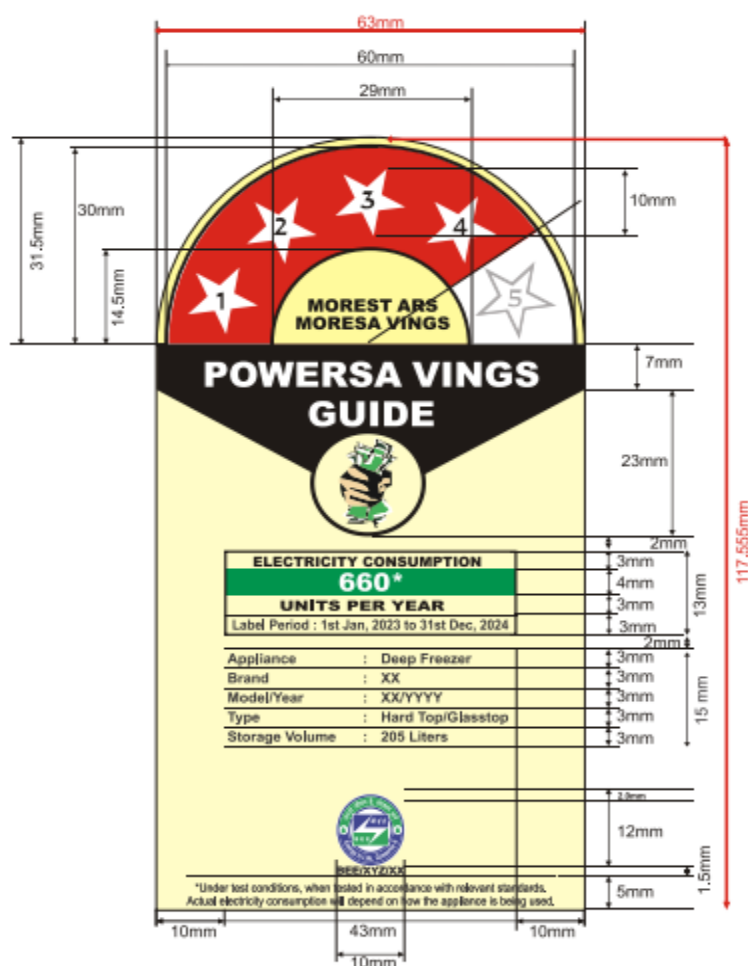 63mm
60mm
29mm
10mm
31.5mm
30mm
14.5mm
1
2
3
4
5
MOREST ARS
MORESA VINGS
POWERSA VINGS
GUIDE
7mm
23mm
117.555mm
2mm
ELECTRICITY CONSUMPTION
660*
UNITS PER YEAR
Label Period : 1st Jan, 2023 to 31st Dec, 2024
3mm
4mm
3mm
3mm
13mm
2mm
Appliance : Deep Freezer
Brand : XX
Model/Year : XX/YYYY
Type : Hard Top/Glasstop
Storage Volume : 205 Liters
3mm
3mm
3mm
3mm
3mm
15 mm
2.0mm
12mm
1.5mm
BEE/XYZ/XX
*Under test conditions, when tested in accordance with relevant standards.
Actual electricity consumption will depend on how the appliance is being used.
5mm
10mm
43mm
10mm
10mm